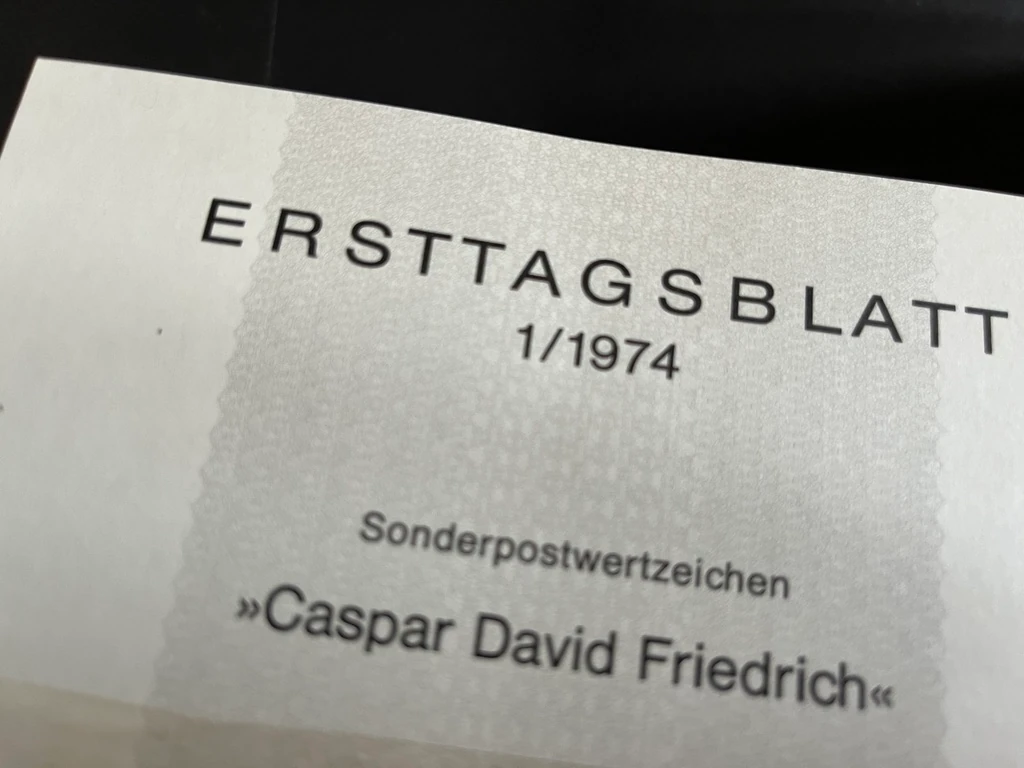 ERSTTAGSBLATT
1/1974
Sonderpostwertzeichen
»Caspar David Friedrich«